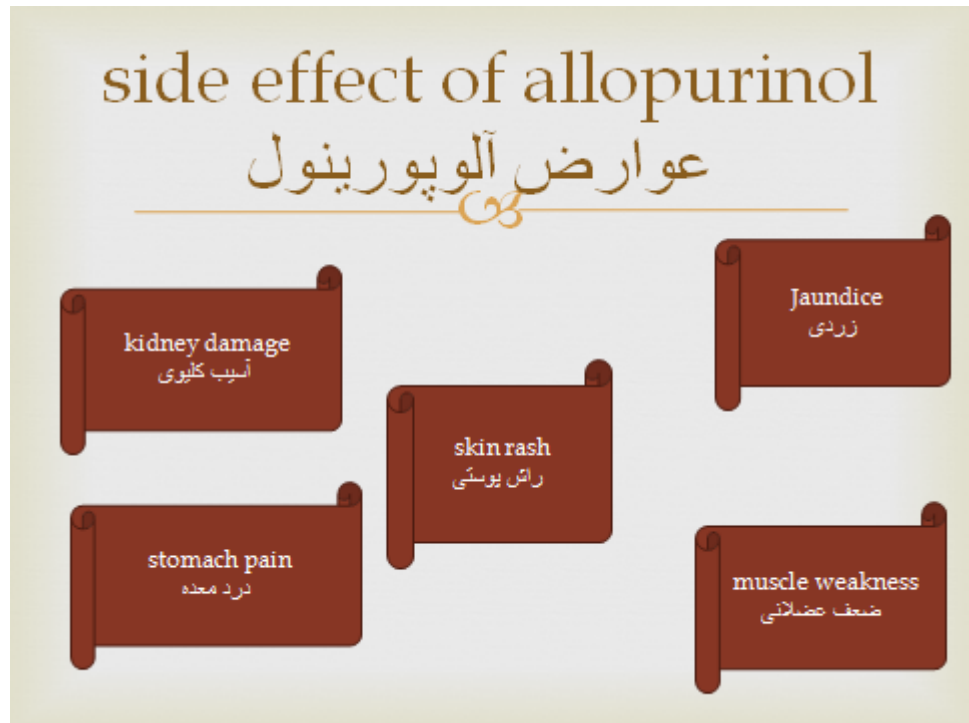 side effect of allopurinol
عوارض آلوپورینول
kidney damage
آسیب کلیوی
Jaundice
زردی
skin rash
راش پوستی
stomach pain
درد معده
muscle weakness
ضعف عضلانی